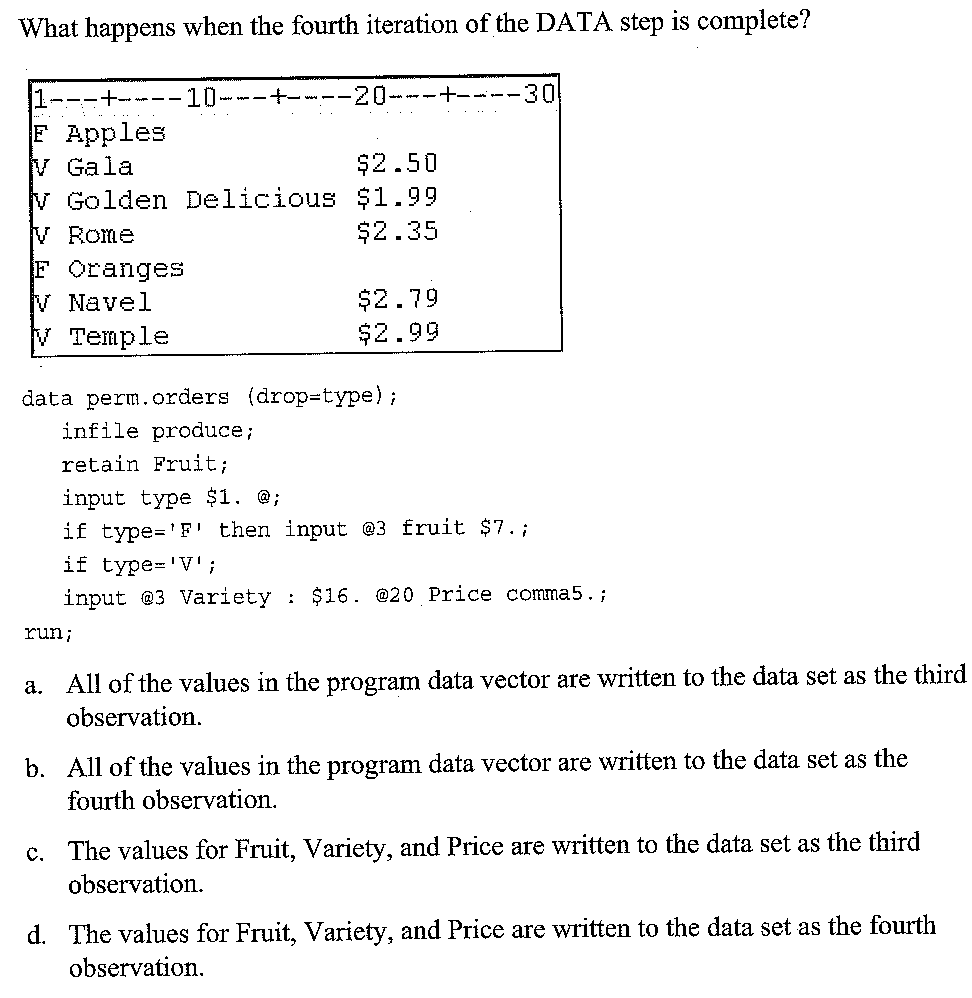 What happens when the fourth iteration of the DATA step is complete?
1---+----10---+----20---+----30
F Apples
V Gala             $2.50
V Golden Delicious $1.99
V Rome             $2.35
F Oranges
V Navel            $2.79
V Temple           $2.99
data perm.orders (drop=type);
infile produce;
retain Fruit;
input type $1. @;
if type='F' then input @3 fruit $7.;
if type='V';
input @3 Variety : $16. @20 Price comma5.;
run;
a. All of the values in the program data vector are written to the data set as the third
observation.
b. All of the values in the program data vector are written to the data set as the
fourth observation.
c. The values for Fruit, Variety, and Price are written to the data set as the third
observation.
d. The values for Fruit, Variety, and Price are written to the data set as the fourth
observation.